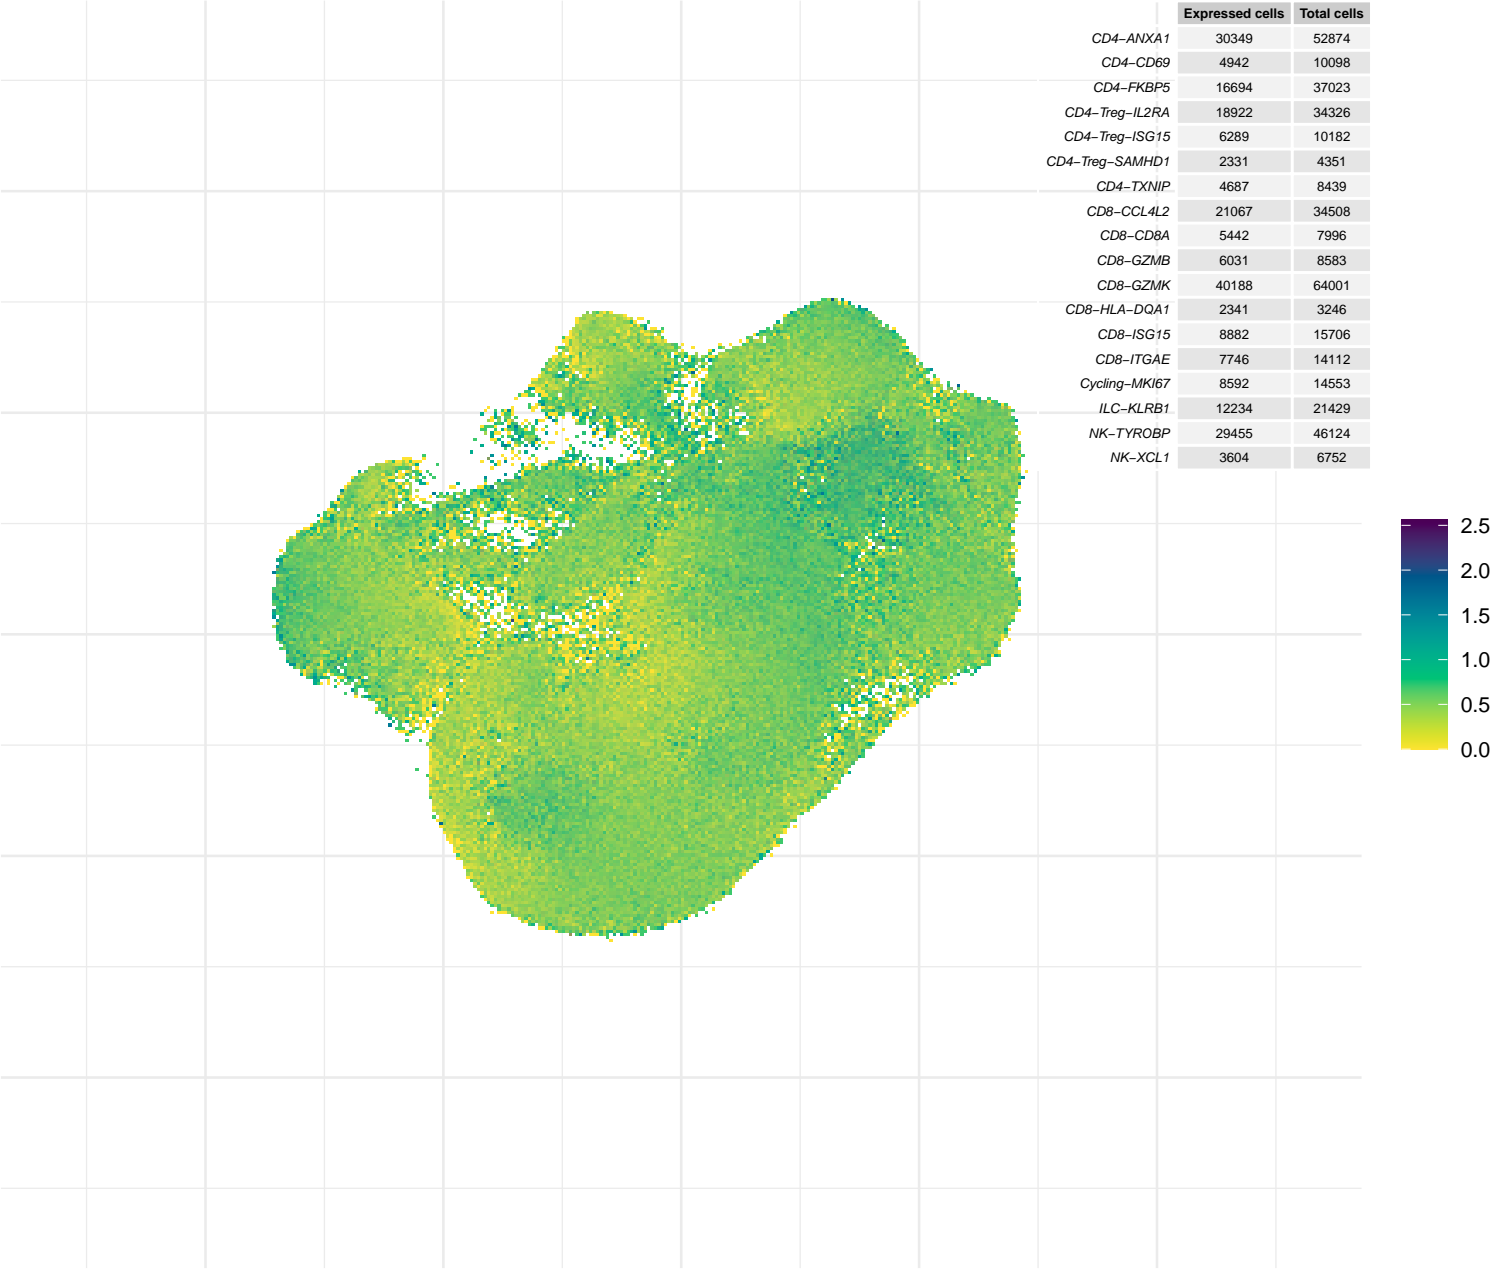 Expressed cells Total cells
CD4−ANXA1 30349 52874
CD4−CD69 4942 10098
CD4−FKBP5 16694 37023
CD4−Treg−IL2RA 18922 34326
CD4−Treg−ISG15 6289 10182
CD4−Treg−SAMHD1 2331 4351
CD4−TXNIP 4687 8439
CD8−CCL4L2 21067 34508
CD8−CD8A 5442 7996
CD8−GZMB 6031 8583
CD8−GZMK 40188 64001
CD8−HLA−DQA1 2341 3246
CD8−ISG15 8882 15706
CD8−ITGAE 7746 14112
Cycling−MKI67 8592 14553
ILC−KLRB1 12234 21429
NK−TYROBP 29455 46124
NK−XCL1 3604 6752
2.5
2.0
1.5
1.0
0.5
0.0